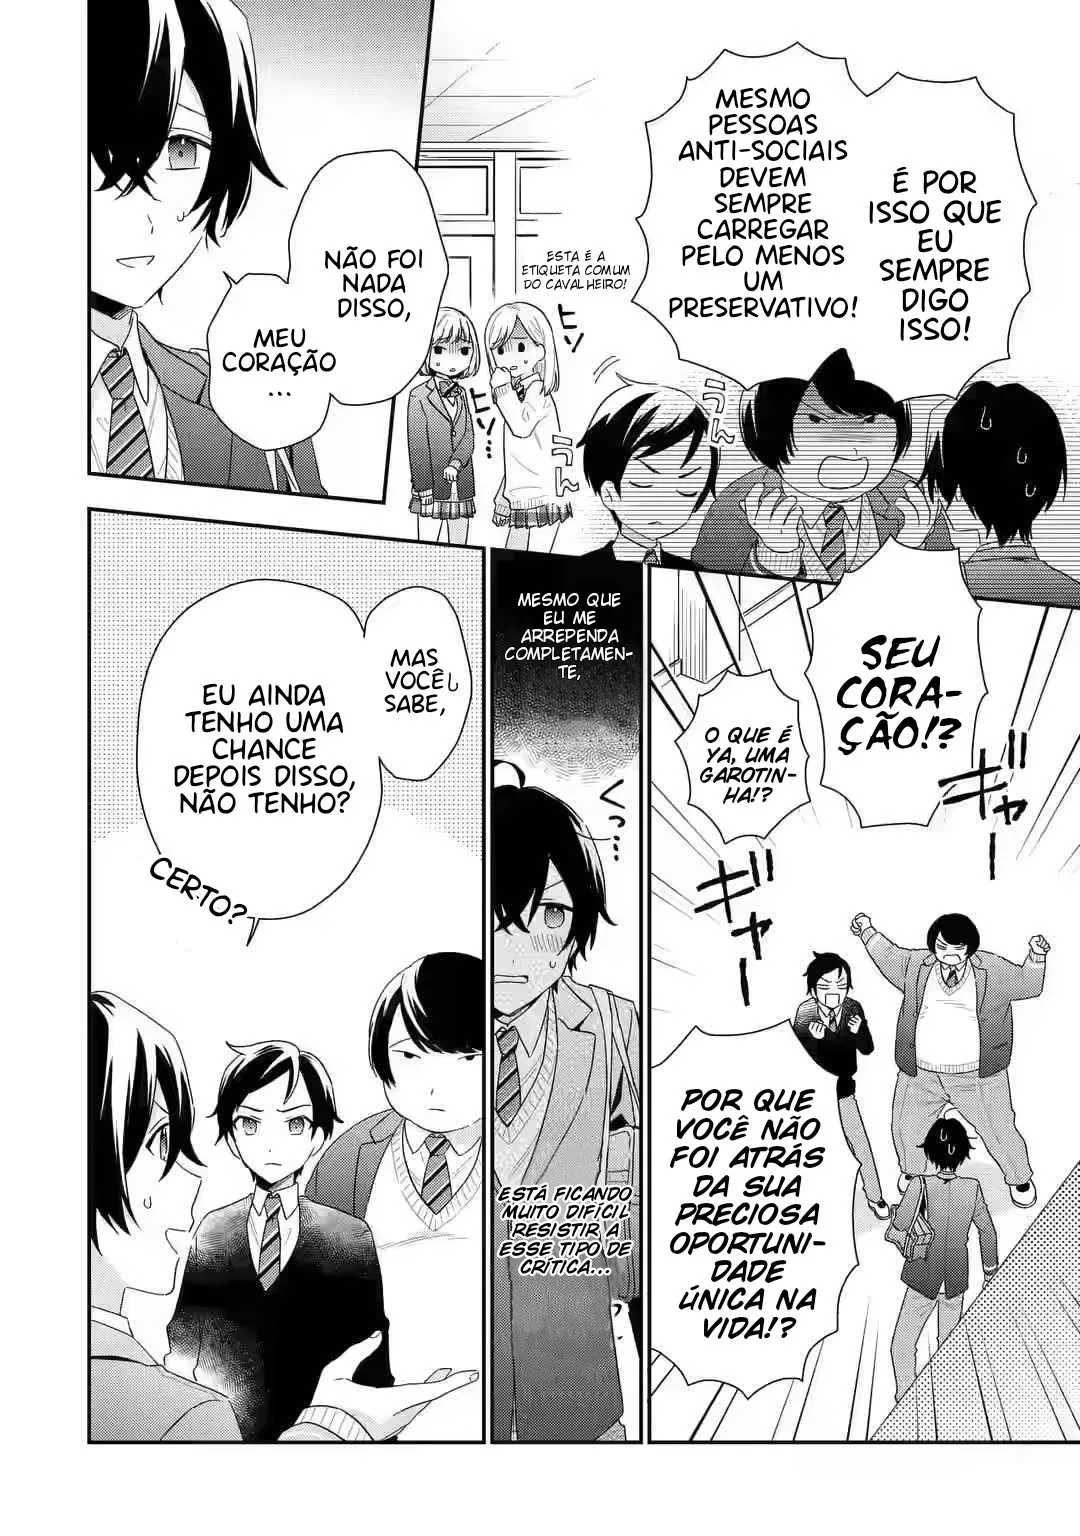 É POR
ISSO QUE
EU
SEMPRE
DIGO
ISSO!
MESMO
PESSOAS
ANTI-SOCIAIS
DEVEM
SEMPRE
CARREGAR
PELO MENOS
UM
PRESERVATIVO!
ESTA É A
ETIQUETA COMUM
DO CAVALHEIRO!
うん
うん
ヒソ
ヒソ…
NÃO FOI
NADA
DISSO,
MEU
CORAÇÃO
...
SEU
CORA-
ÇÃO!?
O QUE É
YA, UMA
GAROTIN-
HA!?
ギャー
ギャー
POR QUE
VOCÊ NÃO
FOI ATRÁS
DA SUA
PRECIOSA
OPORTUNI-
DADE
ÚNICA NA
VIDA!?
MESMO QUE
EU ME
ARREPENDA
COMPLETAMEN-
TE,
くっ…
ESTÁ FICANDO
MUITO DIFÍCIL
RESISTIR A
ESSE TIPO DE
CRÍTICA...
MAS
VOCÊ
SABE,
EU AINDA
TENHO UMA
CHANCE
DEPOIS DISSO,
NÃO TENHO?
CERTO?